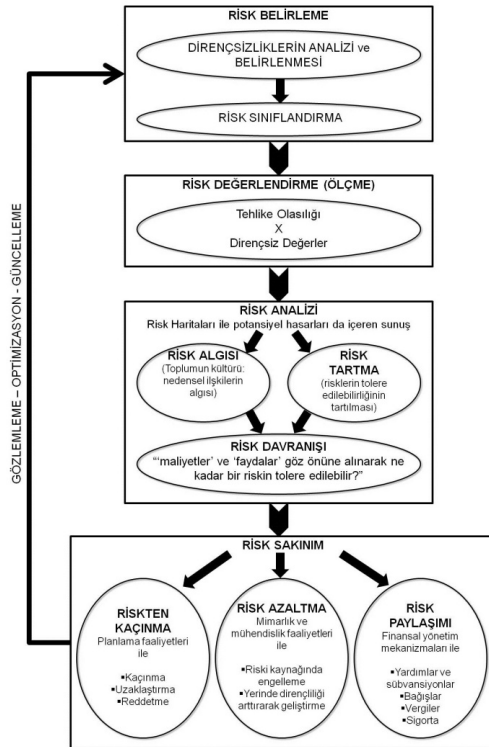 RİSK BELİRLEME
DİRENÇSİZLİKLERİN ANALİZİ ve
BELİRLENMESİ
RİSK SINIFLANDIRMA
RİSK DEĞERLENDİRME (ÖLÇME)
Tehlike Olasılığı
X
Dirençsiz Değerler
RİSK ANALİZİ
Risk Haritaları ile potansiyel hasarları da içeren sunuş
RİSK ALGISI
(Toplumun kültürü:
nedensel ilşkilerin
algısı)
RİSK
TARTMA
(risklerin tolere
edilebilirliğinin
tartılması)
RİSK DAVRANIŞI
“‘maliyetler’ ve ‘faydalar’ göz önüne alınarak ne
kadar bir riskin tolere edilebilir?”
RİSK SAKINIM
RİSKTEN
KAÇINMA
Planlama faaliyetleri
ile
▪Kaçınma
▪Uzaklaştırma
▪Reddetme
RİSK AZALTMA
Mimarlık ve
mühendislik faaliyetleri
ile
▪Riski kaynağında
engelleme
▪Yerinde dirençliliği
arttırarak geliştirme
RİSK
PAYLAŞIMI
Finansal yönetim
mekanizmaları ile
▪Yardımlar ve
sübvansiyonlar
▪Bağışlar
▪Vergiler
▪Sigorta
GÖZLEMLEME – OPTİMİZASYON - GÜNCELLEME